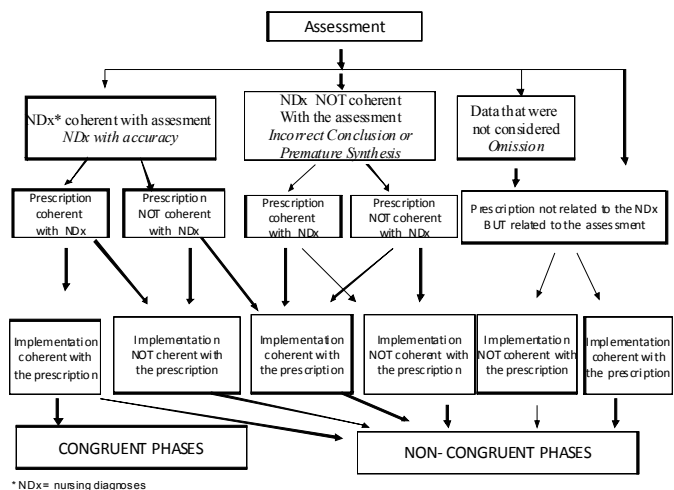 Assessment
NDx* coherent with assesment
NDx with accuracy
NDx NOT coherent
With the assessment
Incorrect Conclusion or
Premature Synthesis
Data that were
not considered
Omission
Prescription
coherent
with NDx
Prescription
NOT coherent
with NDx
Prescription
coherent
with NDx
Prescription
NOT coherent
with NDx
Prescription not related to the NDx
BUT related to the assessment
Implementation
coherent with the
prescription
Implementation
NOT cherent with
the prescription
Implementation
coherent with
the prescription
Implementation
NOT coherent with
the prescription
Implementation
NOT coherent with
the prescription
Implementation
coherent with
the prescription
CONGRUENT PHASES
NON- CONGRUENT PHASES
* NDx= nursing diagnoses